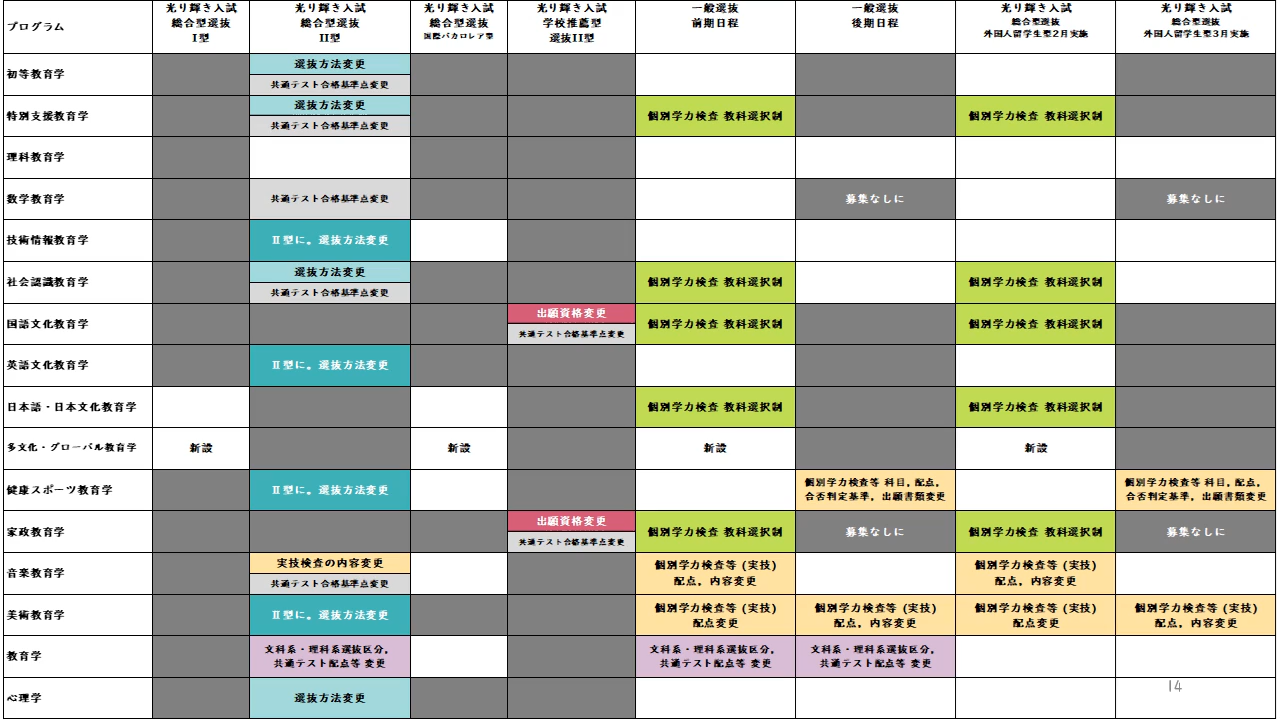 プログラム
光り輝き入試
総合型選抜
I型
光り輝き入試
総合型選抜
II型
光り輝き入試
総合型選抜
国際バカロレア型
光り輝き入試
学校推薦型
選抜II型
一般選抜
前期日程
一般選抜
後期日程
光り輝き入試
総合型選抜
外国人留学生型2月実施
光り輝き入試
総合型選抜
外国人留学生型3月実施
初等教育学
選抜方法変更
共通テスト合格基準点変更
特別支援教育学
選抜方法変更
共通テスト合格基準点変更
個別学力検査 教科選択制
個別学力検査 教科選択制
理科教育学
数学教育学
共通テスト合格基準点変更
募集なしに
募集なしに
技術情報教育学
II型に。選抜方法変更
社会認識教育学
選抜方法変更
共通テスト合格基準点変更
個別学力検査 教科選択制
個別学力検査 教科選択制
国語文化教育学
出願資格変更
共通テスト合格基準点変更
個別学力検査 教科選択制
個別学力検査 教科選択制
英語文化教育学
II型に。選抜方法変更
日本語・日本文化教育学
個別学力検査 教科選択制
個別学力検査 教科選択制
多文化・グローバル教育学
新設
新設
新設
新設
健康スポーツ教育学
II型に。選抜方法変更
個別学力検査等 科目,配点,
合否判定基準,出願書類変更
個別学力検査等 科目,配点,
合否判定基準,出願書類変更
家政教育学
出願資格変更
共通テスト合格基準点変更
個別学力検査 教科選択制
募集なしに
個別学力検査 教科選択制
募集なしに
音楽教育学
実技検査の内容変更
共通テスト合格基準点変更
個別学力検査等 (実技)
配点,内容変更
個別学力検査等 (実技)
配点,内容変更
美術教育学
II型に。選抜方法変更
個別学力検査等 (実技)
配点変更
個別学力検査等 (実技)
配点,内容変更
個別学力検査等 (実技)
配点変更
個別学力検査等 (実技)
配点,内容変更
教育学
文科系・理科系選抜区分,
共通テスト配点等 変更
文科系・理科系選抜区分,
共通テスト配点等 変更
文科系・理科系選抜区分,
共通テスト配点等 変更
心理学
選抜方法変更
14